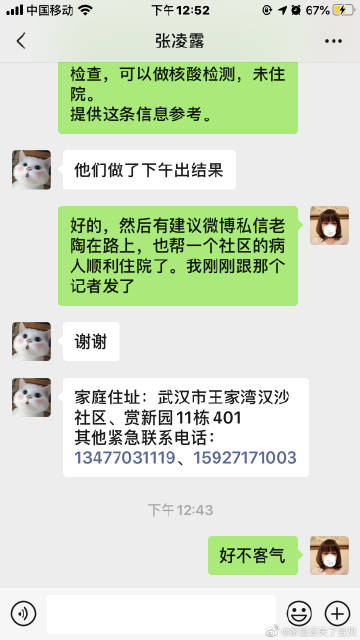 中国移动
下午12:52
67%
张凌露
检查，可以做核酸检测，未住
院。
提供这条信息参考。
他们做了下午出结果
好的，然后有建议微博私信老
陶在路上，也帮一个社区的病
人顺利住院了。我刚刚跟那个
记者发了
谢谢
家庭住址：武汉市王家湾汉沙
社区、赏新园11栋401
其他紧急联系电话：
13477031119、15927171003
下午12:43
好不客气